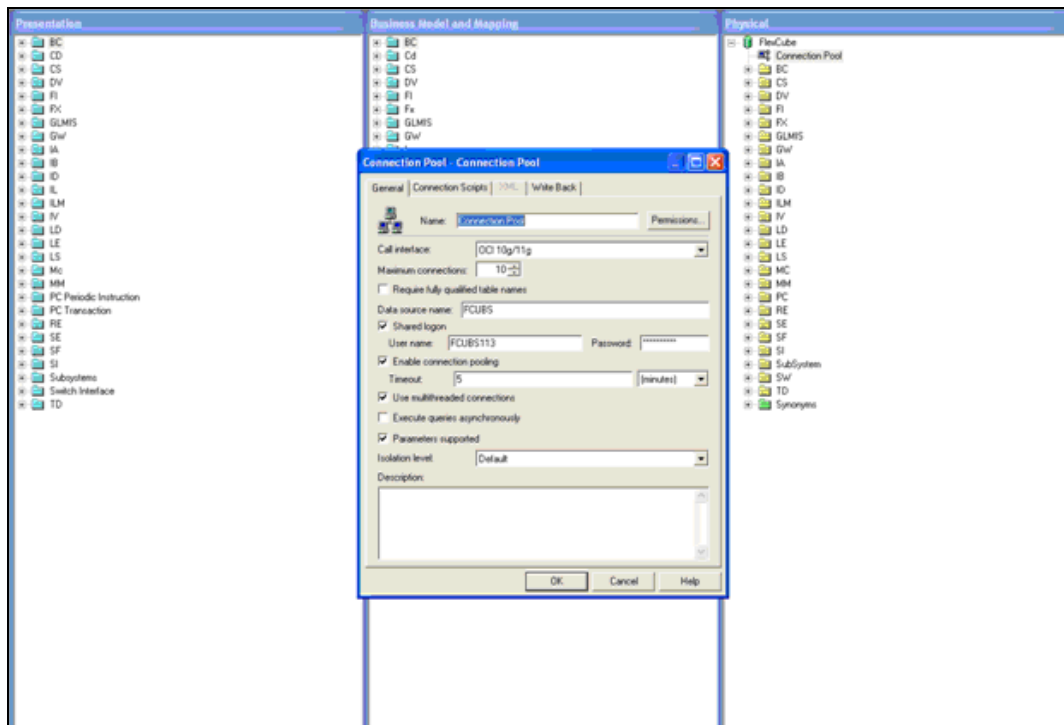 Presentation
BC
CD
CS
DV
FI
FX
GLMIS
GW
IA
IB
ID
IL
ILM
IV
LD
LE
LS
Mc
MM
PC Periodic Instruction
PC Transaction
RE
SE
SF
SI
Subsystems
Switch Interface
TD
Business Model and Mapping
BC
Cd
CS
DV
FI
Fx
GLMIS
GW
Physical
FlexCube
Connection Pool
BC
CS
DV
FI
FX
GLMIS
GW
IA
IB
ID
ILM
IV
LD
LE
LS
MC
MM
PC
RE
SE
SF
SI
SubSystem
SW
TD
Synonyms
Connection Pool - Connection Pool
General Connection Scripts XML Write Back
Name: Connection Pool Permissions...
Call interface: OCI 10g/11g
Maximum connections: 10
Require fully qualified table names
Data source name: FCUBS
Shared logon
User name: FCUBS113 Password: **********
Enable connection pooling
Timeout: 5 (minutes)
Use multithreaded connections
Execute queries asynchronously
Parameters supported
Isolation level: Default
Description:
OK Cancel Help